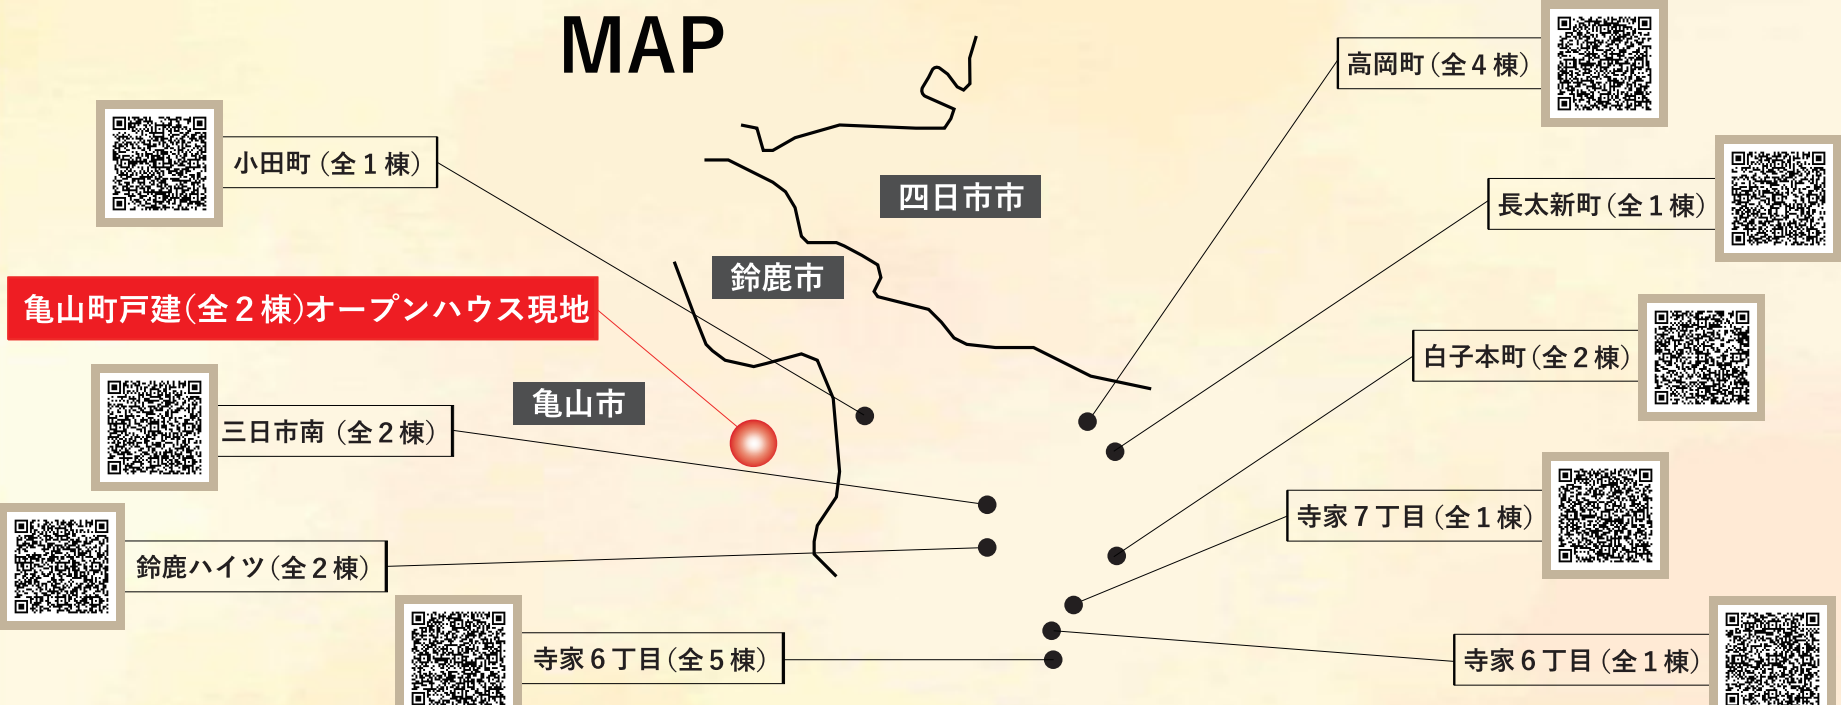 MAP
高岡町(全4棟)
小田町(全1棟)
四日市市
長太新町(全1棟)
鈴鹿市
亀山町戸建(全2棟)オープンハウス現地
白子本町(全2棟)
亀山市
三日市南(全2棟)
寺家7丁目(全1棟)
鈴鹿ハイツ(全2棟)
寺家6丁目(全5棟)
寺家6丁目(全1棟)